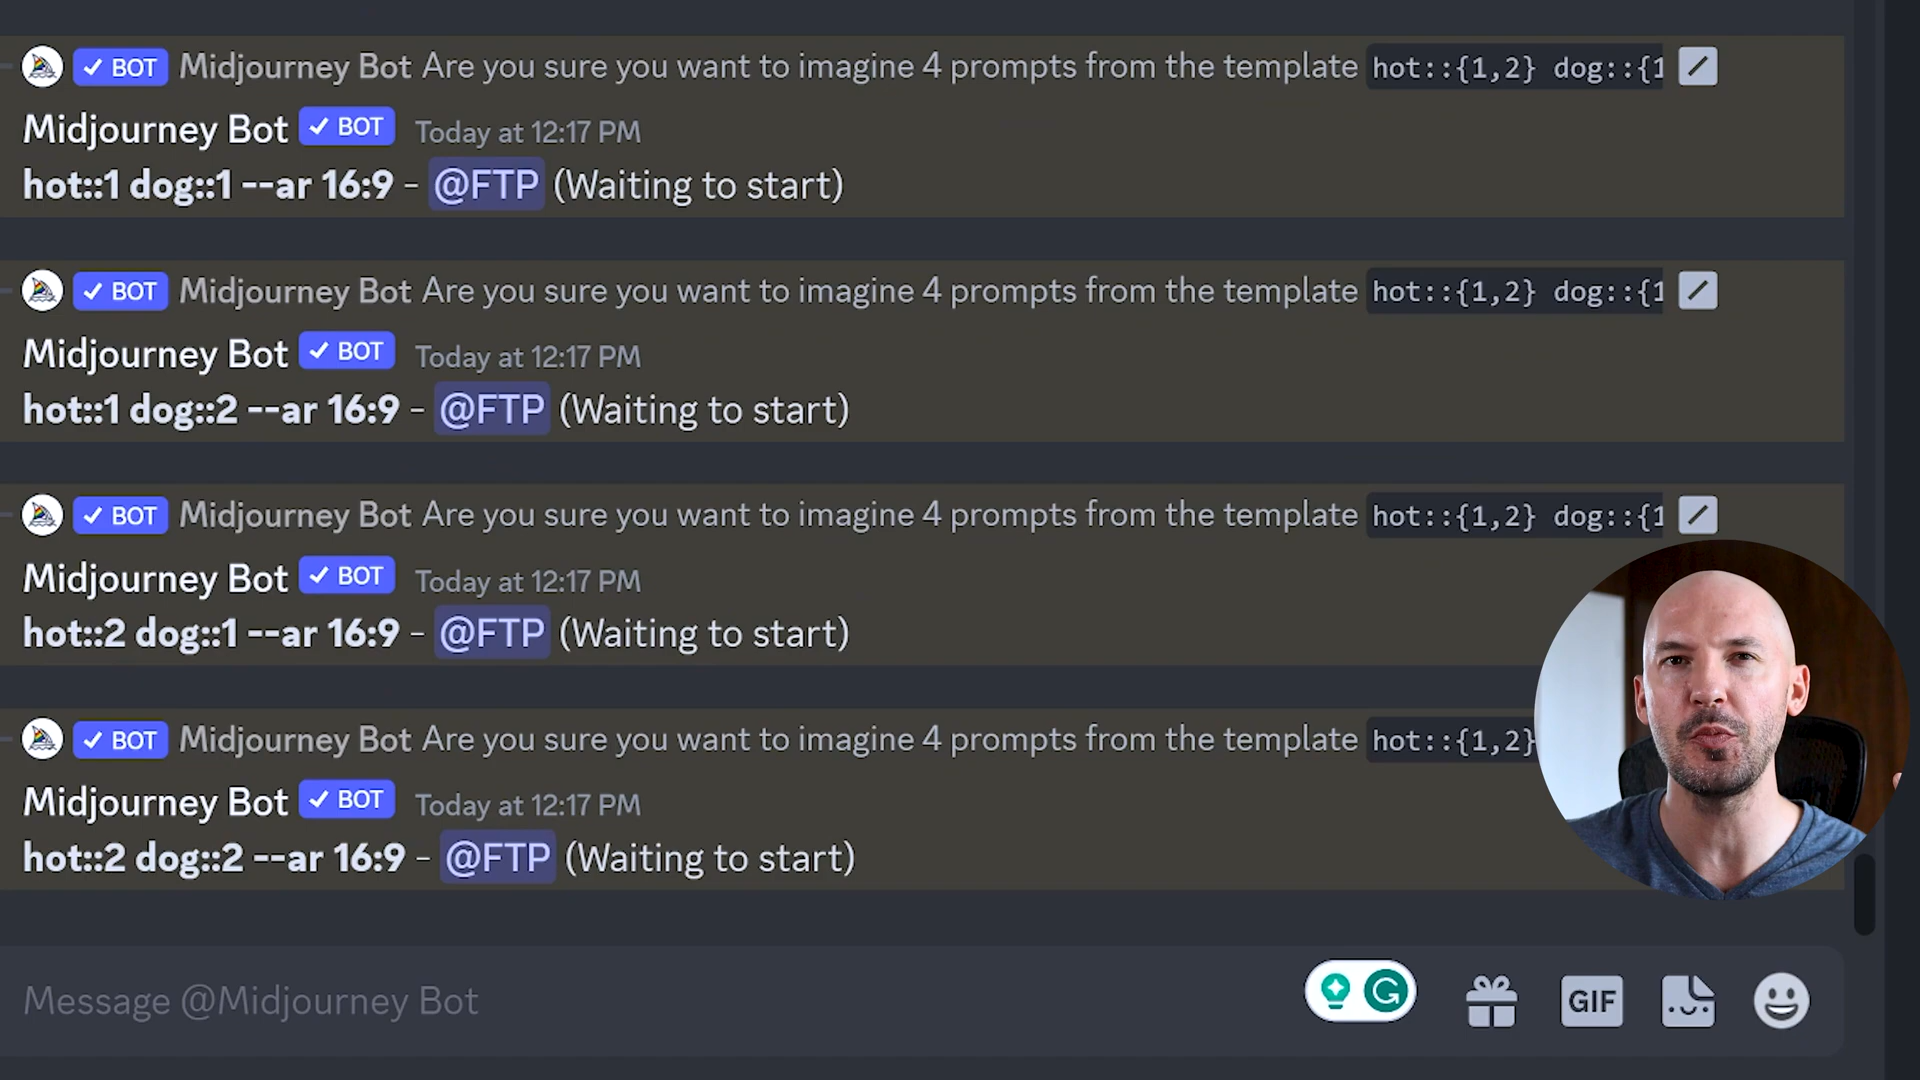 ✓ BOT Midjourney Bot Are you sure you want to imagine 4 prompts from the template hot::{1,2} dog::{1
Midjourney Bot ✓ BOT Today at 12:17 PM
hot::1 dog::1 --ar 16:9 - @FTP (Waiting to start)
✓ BOT Midjourney Bot Are you sure you want to imagine 4 prompts from the template hot::{1,2} dog::{1
Midjourney Bot ✓ BOT Today at 12:17 PM
hot::1 dog::2 --ar 16:9 - @FTP (Waiting to start)
✓ BOT Midjourney Bot Are you sure you want to imagine 4 prompts from the template hot::{1,2} dog::{1
Midjourney Bot ✓ BOT Today at 12:17 PM
hot::2 dog::1 --ar 16:9 - @FTP (Waiting to start)
✓ BOT Midjourney Bot Are you sure you want to imagine 4 prompts from the template hot::{1,2}
Midjourney Bot ✓ BOT Today at 12:17 PM
hot::2 dog::2 --ar 16:9 - @FTP (Waiting to start)
Message @Midjourney Bot GIF